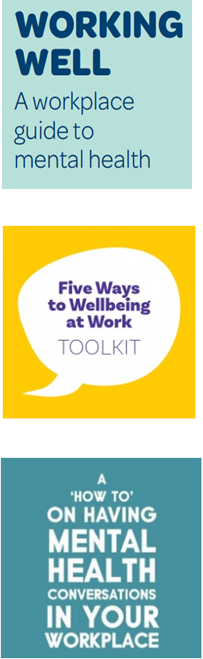 WORKING
WELL
A workplace
guide to
mental health
Five Ways
to Wellbeing
at Work
TOOLKIT
A
‘HOW TO’
ON HAVING
MENTAL
HEALTH
CONVERSATIONS
IN YOUR
WORKPLACE